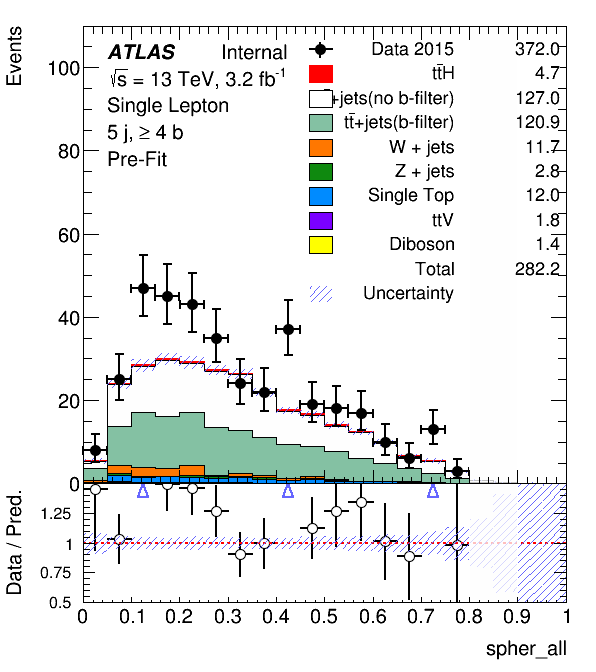 Events
100
80
60
40
20
0
ATLAS Internal
√s = 13 TeV, 3.2 fb⁻¹
Single Lepton
5 j, ≥ 4 b
Pre-Fit
Data 2015 372.0
tt̄H 4.7
+jets(no b-filter) 127.0
tt̄+jets(b-filter) 120.9
W + jets 11.7
Z + jets 2.8
Single Top 12.0
ttV 1.8
Diboson 1.4
Total 282.2
Uncertainty
Data / Pred.
1.25
1
0.75
0.5
0 0.1 0.2 0.3 0.4 0.5 0.6 0.7 0.8 0.9 1
spher_all